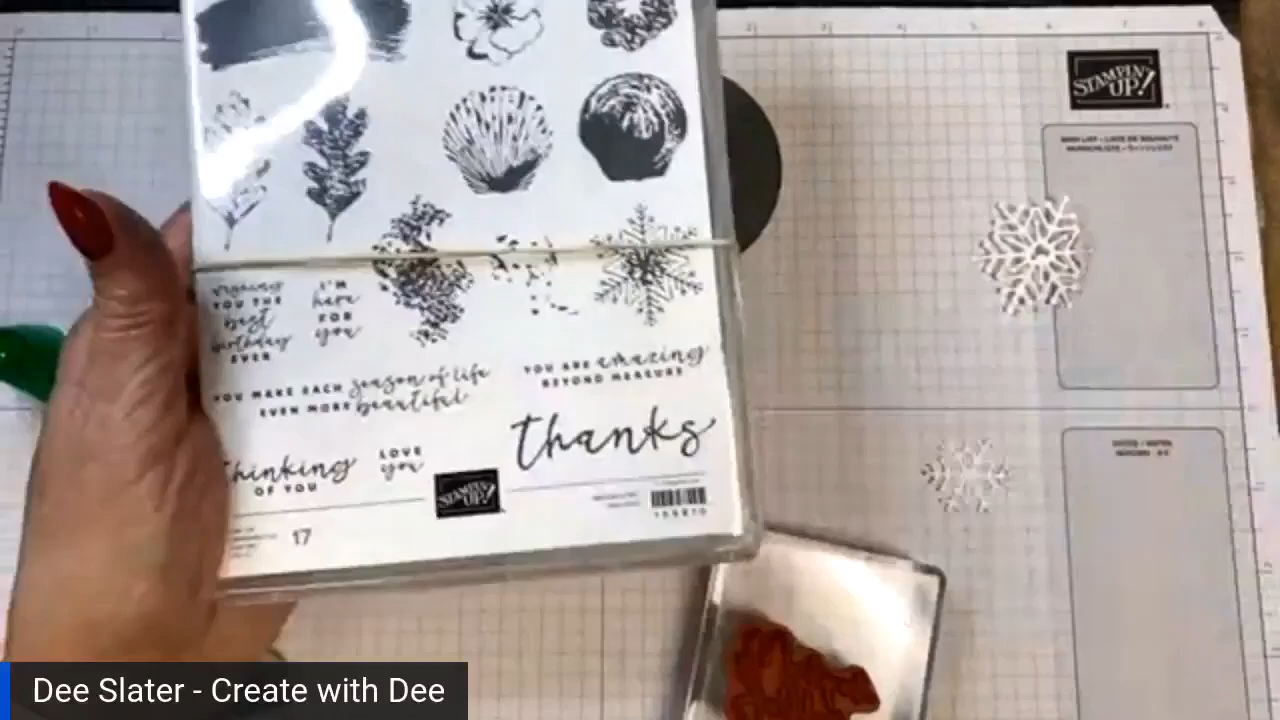 STAMPIN' UP!
WISHING
YOU THE
best
birthday
EVER
I'M
here
FOR
you
YOU MAKE EACH season of life
EVEN MORE beautiful
YOU ARE amazing
BEYOND MEASURE
thanks
Thinking
OF YOU
LOVE
you
STAMPIN' UP!
17
Dee Slater - Create with Dee